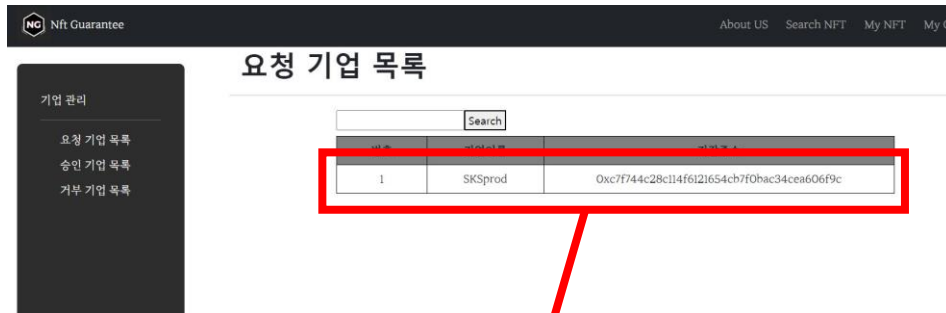 NG Nft Guarantee
About US Search NFT My NFT My
요청 기업 목록
기업 관리
요청 기업 목록
승인 기업 목록
거부 기업 목록
Search
1 SKSprod 0xc7f744c28c114f6121654cb7f0bac34cea606f9c